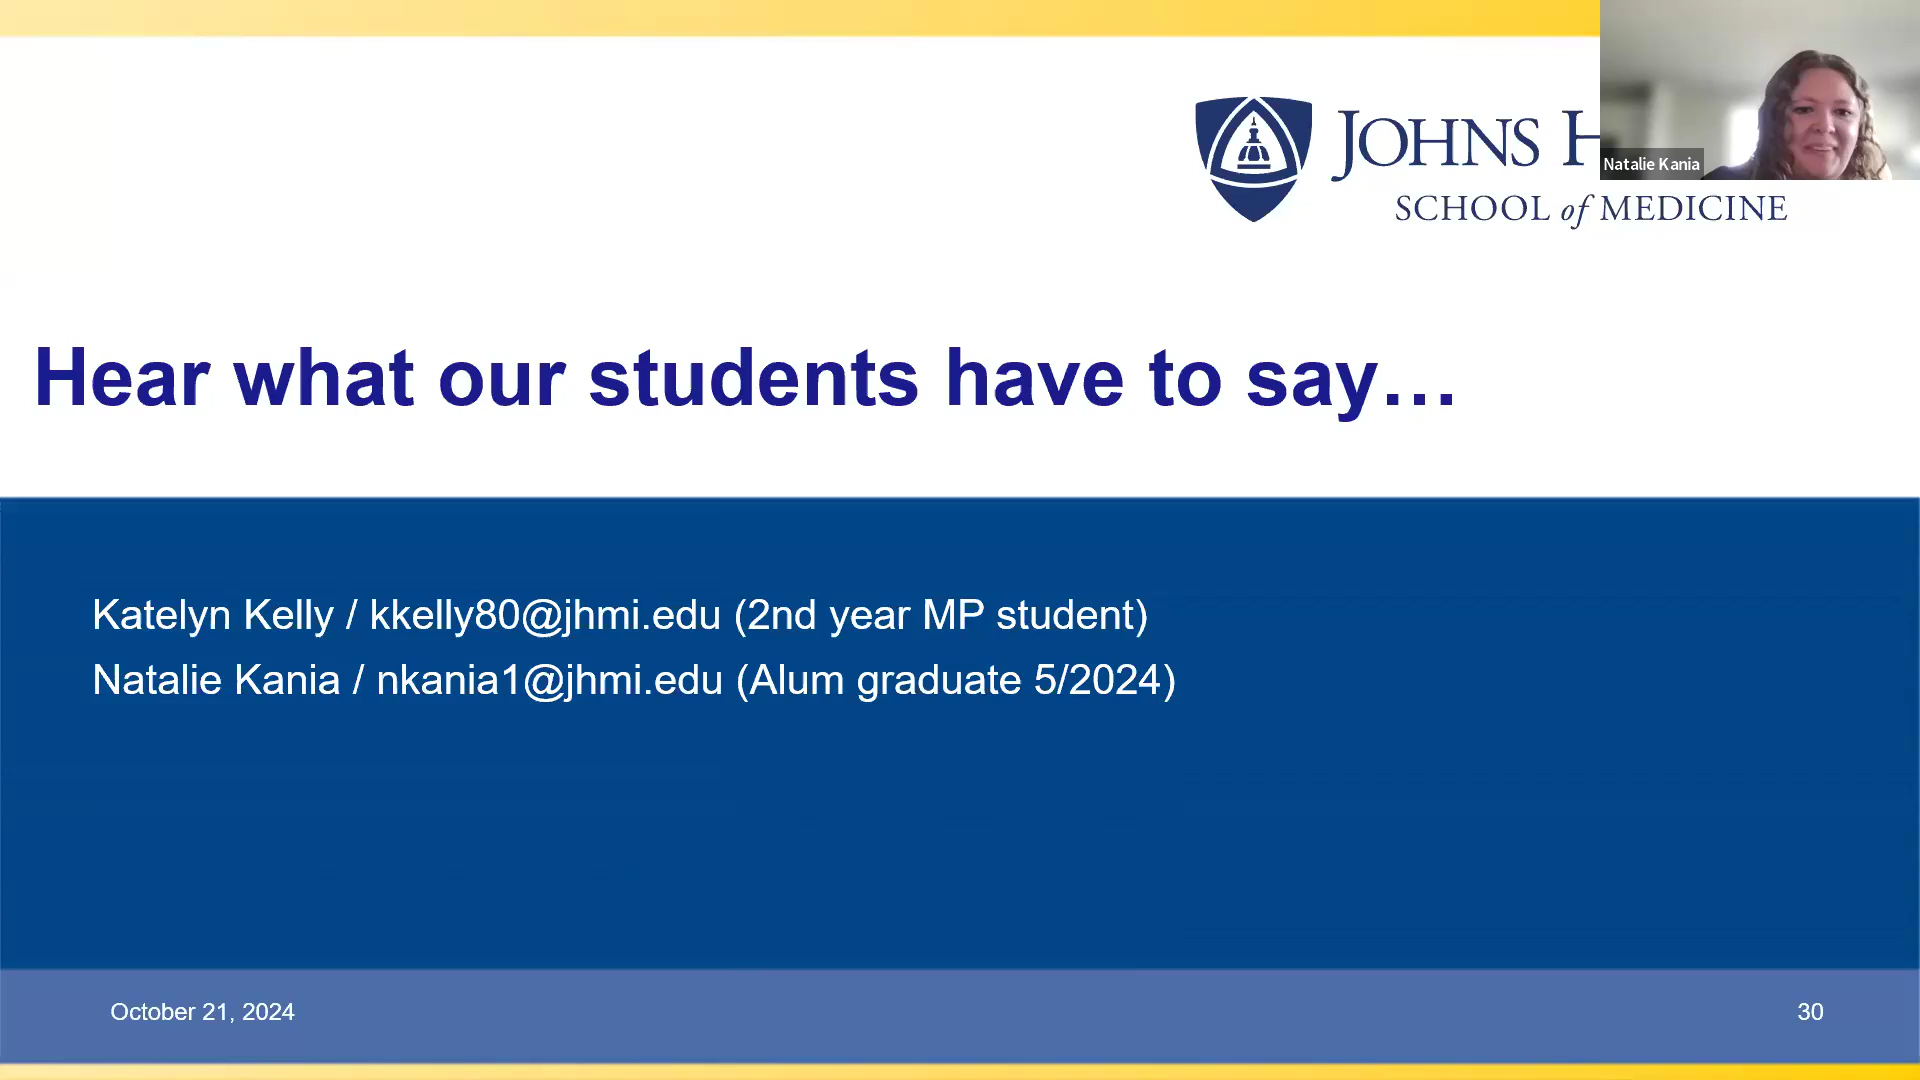 JOHNS H
Natalie Kania
SCHOOL of MEDICINE
Hear what our students have to say…
Katelyn Kelly / kkelly80@jhmi.edu (2nd year MP student)
Natalie Kania / nkania1@jhmi.edu (Alum graduate 5/2024)
October 21, 2024
30